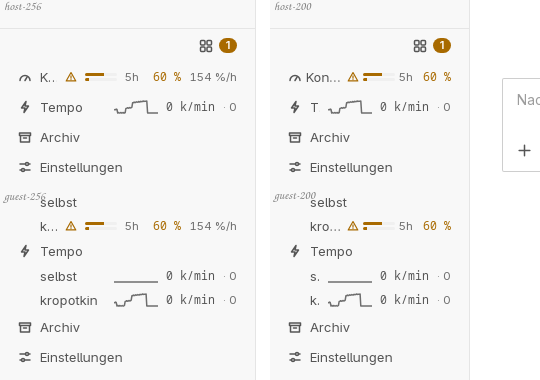 host-256
1
K… 5h 60 % 154 %/h
Tempo 0 k/min · 0
Archiv
Einstellungen
guest-256
selbst
k… 5h 60 % 154 %/h
Tempo
selbst 0 k/min · 0
kropotkin 0 k/min · 0
Archiv
Einstellungen
host-200
1
Kon… 5h 60 %
T 0 k/min · 0
Archiv
Einstellungen
guest-200
selbst
kro… 5h 60 %
Tempo
s. 0 k/min · 0
k. 0 k/min · 0
Archiv
Einstellungen
Nac